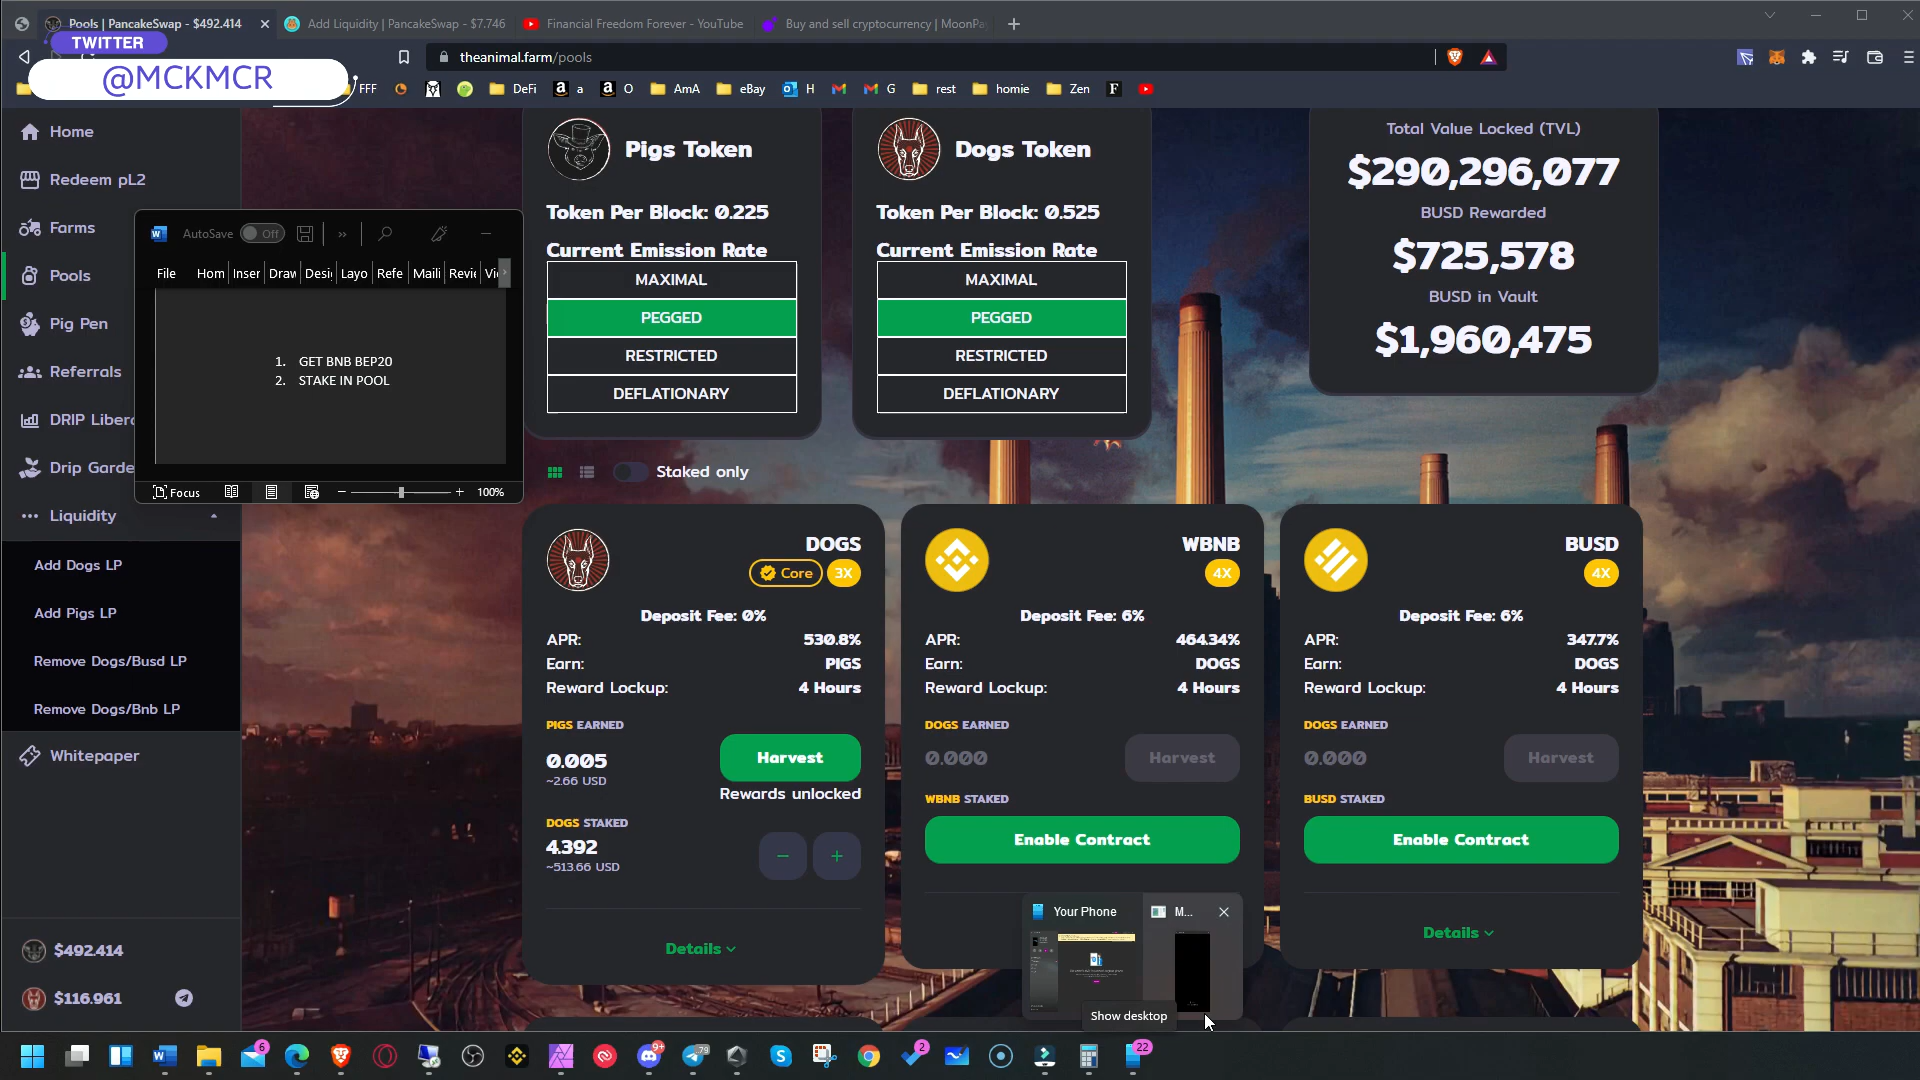 Pools | PancakeSwap - $492.414
Add Liquidity | PancakeSwap - $7.746
Financial Freedom Forever - YouTube
Buy and sell cryptocurrency | MoonPa
TWITTER
@MCKMCR
theanimal.farm/pools
FFF
DeFi
a
O
AmA
eBay
H
G
rest
homie
Zen
F
Home
Redeem pL2
Farms
Pools
Pig Pen
Referrals
DRIP Libero
Drip Garde
Liquidity
Add Dogs LP
Add Pigs LP
Remove Dogs/Busd LP
Remove Dogs/Bnb LP
Whitepaper
$492.414
$116.961
AutoSave Off
File Hom Inser Draw Desi Layo Refe Maili Revie Vi
1. GET BNB BEP20
2. STAKE IN POOL
Focus
100%
Pigs Token
Token Per Block: 0.225
Current Emission Rate
MAXIMAL
PEGGED
RESTRICTED
DEFLATIONARY
Dogs Token
Token Per Block: 0.525
Current Emission Rate
MAXIMAL
PEGGED
RESTRICTED
DEFLATIONARY
Total Value Locked (TVL)
$290,296,077
BUSD Rewarded
$725,578
BUSD in Vault
$1,960,475
Staked only
DOGS
Core 3X
Deposit Fee: 0%
APR: 530.8%
Earn: PIGS
Reward Lockup: 4 Hours
PIGS EARNED
0.005
~2.66 USD
Harvest
Rewards unlocked
DOGS STAKED
4.392
~513.66 USD
Details
WBNB
4X
Deposit Fee: 6%
APR: 464.34%
Earn: DOGS
Reward Lockup: 4 Hours
DOGS EARNED
0.000
Harvest
WBNB STAKED
Enable Contract
BUSD
4X
Deposit Fee: 6%
APR: 347.7%
Earn: DOGS
Reward Lockup: 4 Hours
DOGS EARNED
0.000
Harvest
BUSD STAKED
Enable Contract
Details
Your Phone
M...
Show desktop
6
9+
79
2
22